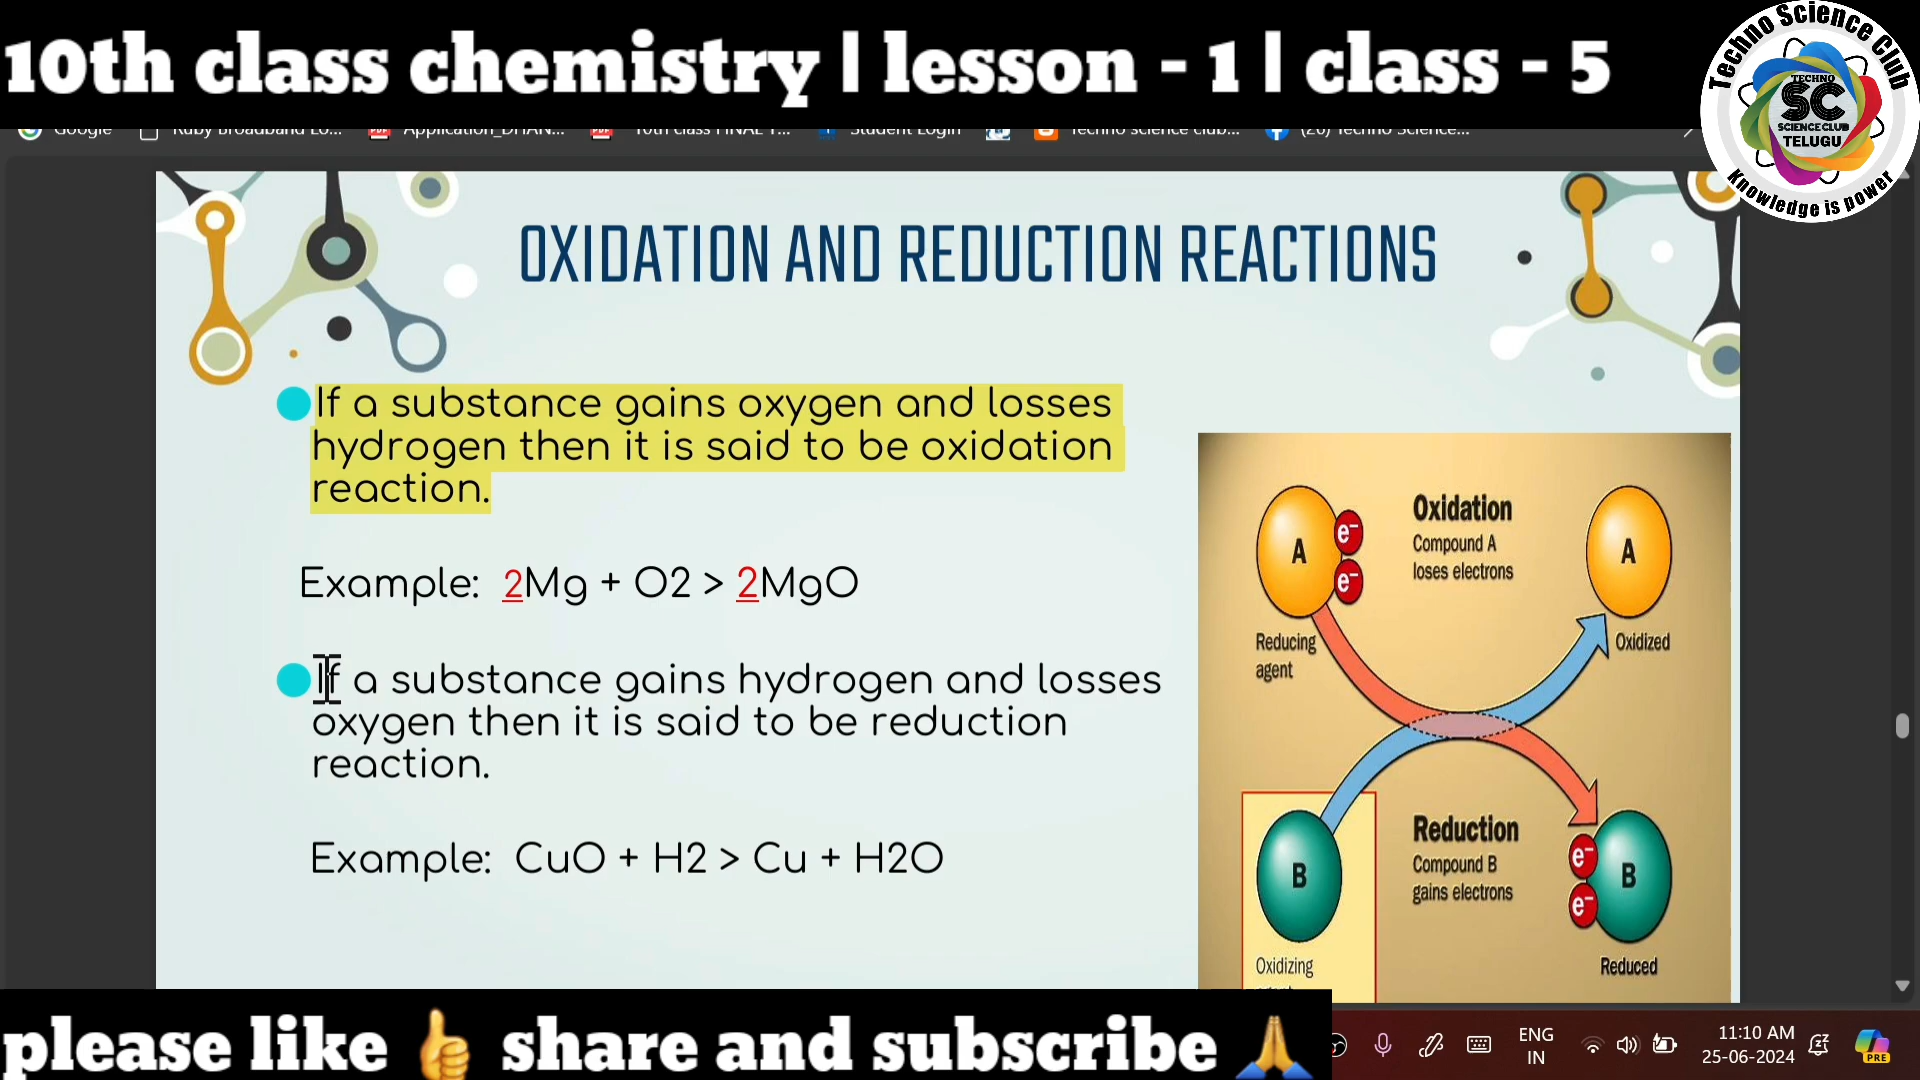 10th class chemistry | lesson - 1 | class - 5
Techno Science Club
TECHNO
SC
SCIENCE CLUB
TELUGU
Knowledge is power
Google Ruby Broadband Lo... Application_DHAN... 10th class FINAL T... Student Login Techno science club... (20) Techno Science...
OXIDATION AND REDUCTION REACTIONS
If a substance gains oxygen and losses
hydrogen then it is said to be oxidation
reaction.
Example: 2Mg + O2 > 2MgO
If a substance gains hydrogen and losses
oxygen then it is said to be reduction
reaction.
Example: CuO + H2 > Cu + H2O
A
e−
e−
Oxidation
Compound A
loses electrons
A
Reducing
agent
Oxidized
B
Reduction
Compound B
gains electrons
e−
e−
B
Oxidizing
Reduced
please like 👍 share and subscribe 🙏
ENG
IN
11:10 AM
25-06-2024
PRE